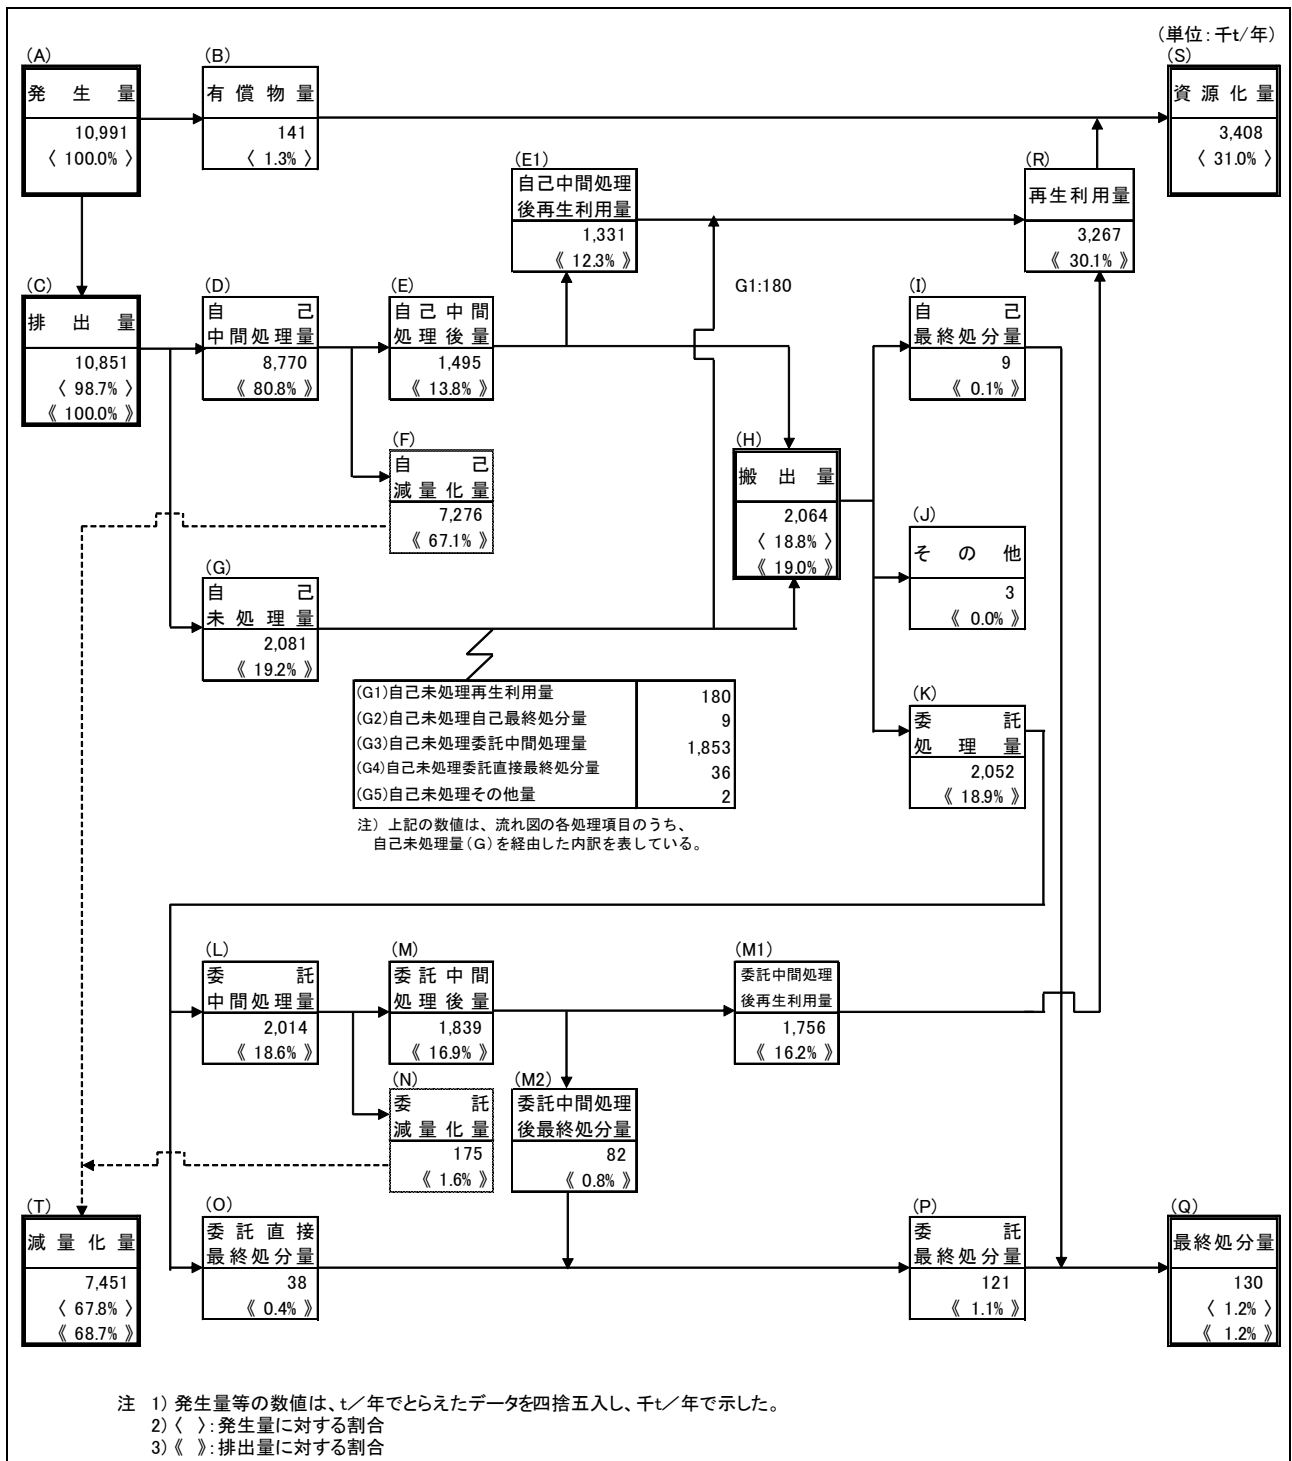 (単位:千t/年)
(A)
発生量
10,991
〈 100.0% 〉
(B)
有償物量
141
〈 1.3% 〉
(S)
資源化量
3,408
〈 31.0% 〉
(E1)
自己中間処理
後再生利用量
1,331
《 12.3% 》
(R)
再生利用量
3,267
《 30.1% 》
G1:180
(C)
排出量
10,851
〈 98.7% 〉
《 100.0% 》
(D)
自己
中間処理量
8,770
《 80.8% 》
(E)
自己中間
処理後量
1,495
《 13.8% 》
(I)
自己
最終処分量
9
《 0.1% 》
(F)
自己
減量化量
7,276
《 67.1% 》
(H)
搬出量
2,064
〈 18.8% 〉
《 19.0% 》
(J)
その他
3
《 0.0% 》
(G)
自己
未処理量
2,081
《 19.2% 》
(G1)自己未処理再生利用量 180
(G2)自己未処理自己最終処分量 9
(G3)自己未処理委託中間処理量 1,853
(G4)自己未処理委託直接最終処分量 36
(G5)自己未処理その他量 2
注) 上記の数値は、流れ図の各処理項目のうち、
自己未処理量(G)を経由した内訳を表している。
(K)
委託
処理量
2,052
《 18.9% 》
(L)
委託
中間処理量
2,014
《 18.6% 》
(M)
委託中間
処理後量
1,839
《 16.9% 》
(M1)
委託中間処理
後再生利用量
1,756
《 16.2% 》
(N)
委託
減量化量
175
《 1.6% 》
(M2)
委託中間処理
後最終処分量
82
《 0.8% 》
(T)
減量化量
7,451
〈 67.8% 〉
《 68.7% 》
(O)
委託直接
最終処分量
38
《 0.4% 》
(P)
委託
最終処分量
121
《 1.1% 》
(Q)
最終処分量
130
〈 1.2% 〉
《 1.2% 》
注 1) 発生量等の数値は、t/年でとらえたデータを四捨五入し、千t/年で示した。
2)〈 〉:発生量に対する割合
3)《 》:排出量に対する割合